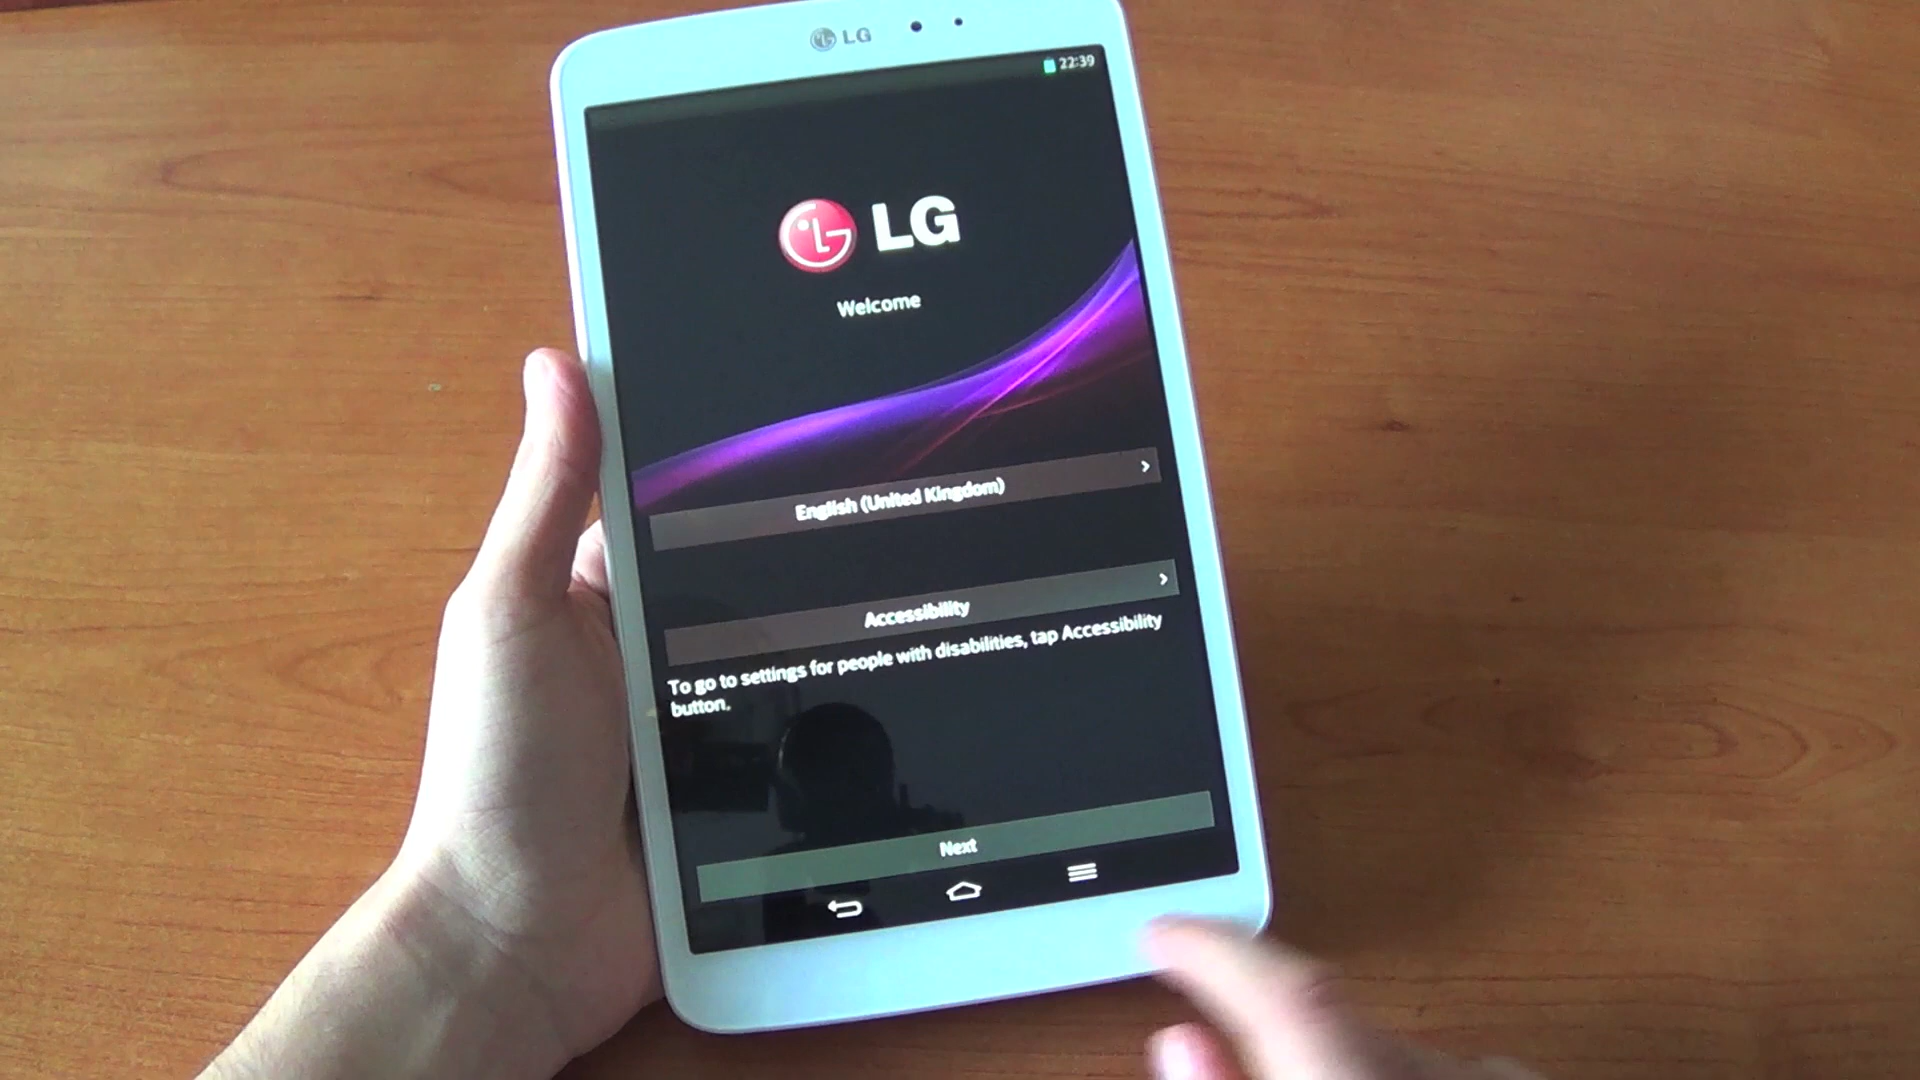 LG
22:39
LG
Welcome
English (United Kingdom)
Accessibility
To go to settings for people with disabilities, tap Accessibility
button.
Next